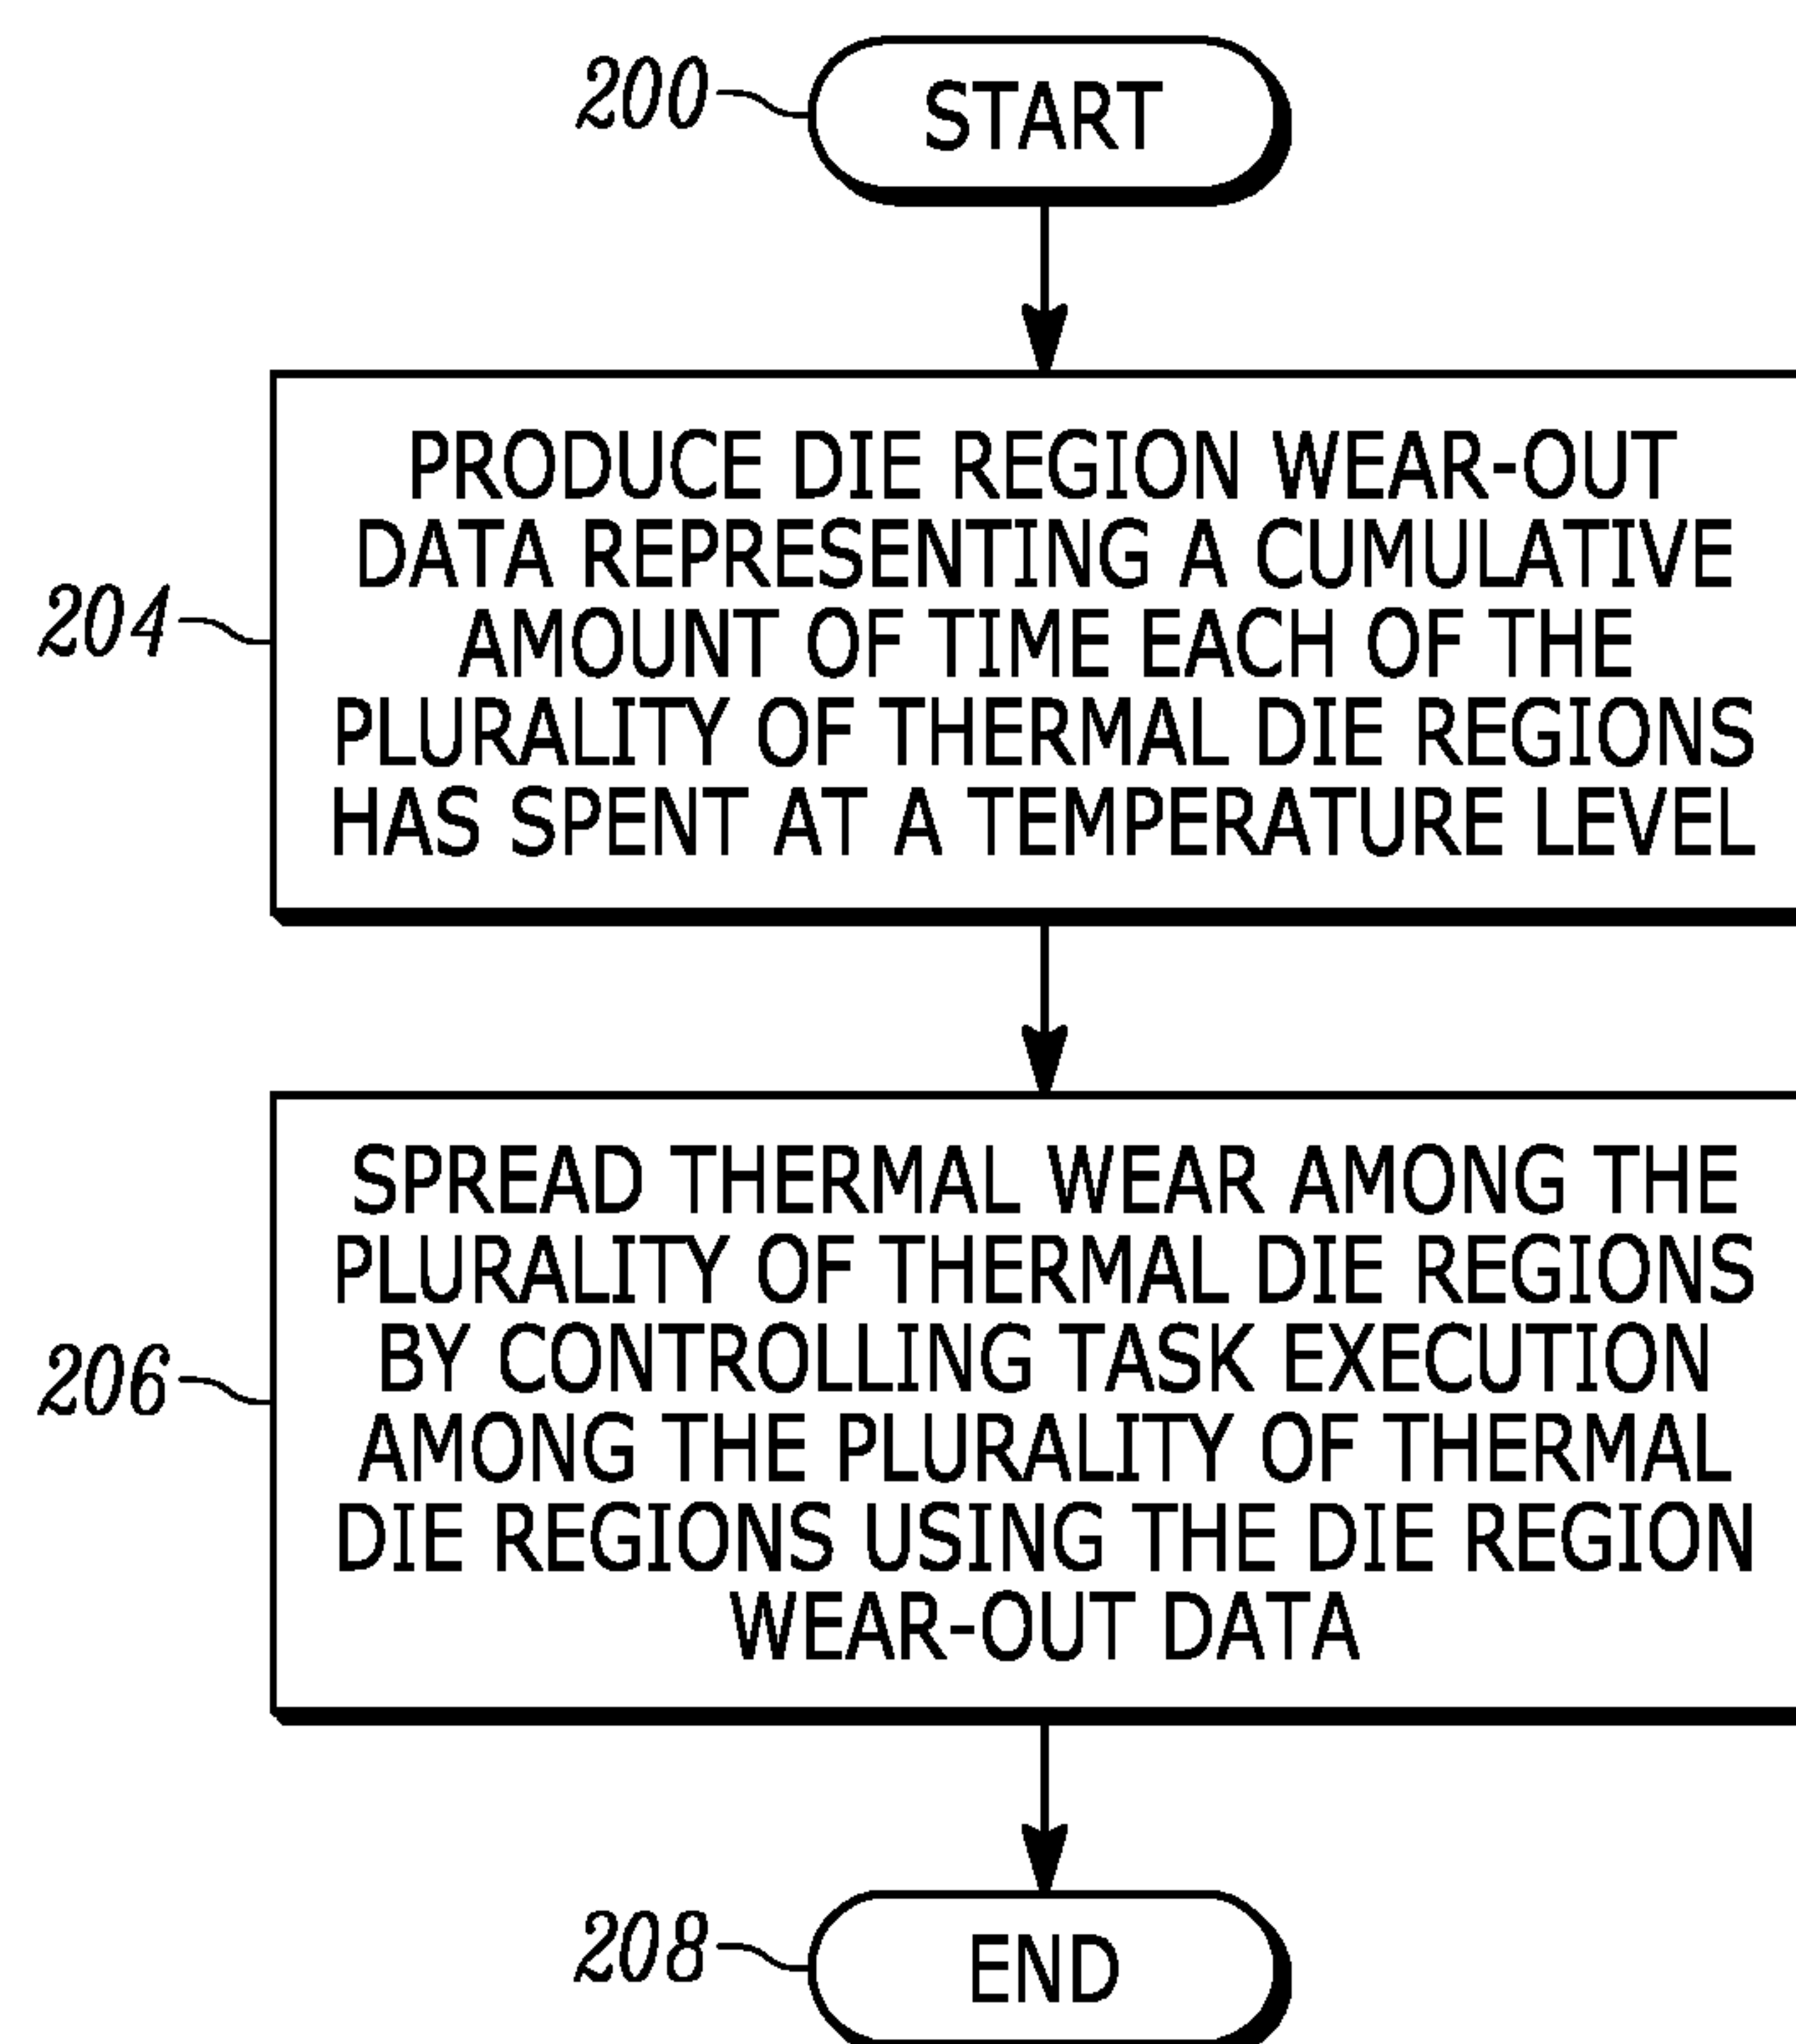 200
START
204
PRODUCE DIE REGION WEAR-OUT
DATA REPRESENTING A CUMULATIVE
AMOUNT OF TIME EACH OF THE
PLURALITY OF THERMAL DIE REGIONS
HAS SPENT AT A TEMPERATURE LEVEL
206
SPREAD THERMAL WEAR AMONG THE
PLURALITY OF THERMAL DIE REGIONS
BY CONTROLLING TASK EXECUTION
AMONG THE PLURALITY OF THERMAL
DIE REGIONS USING THE DIE REGION
WEAR-OUT DATA
208
END